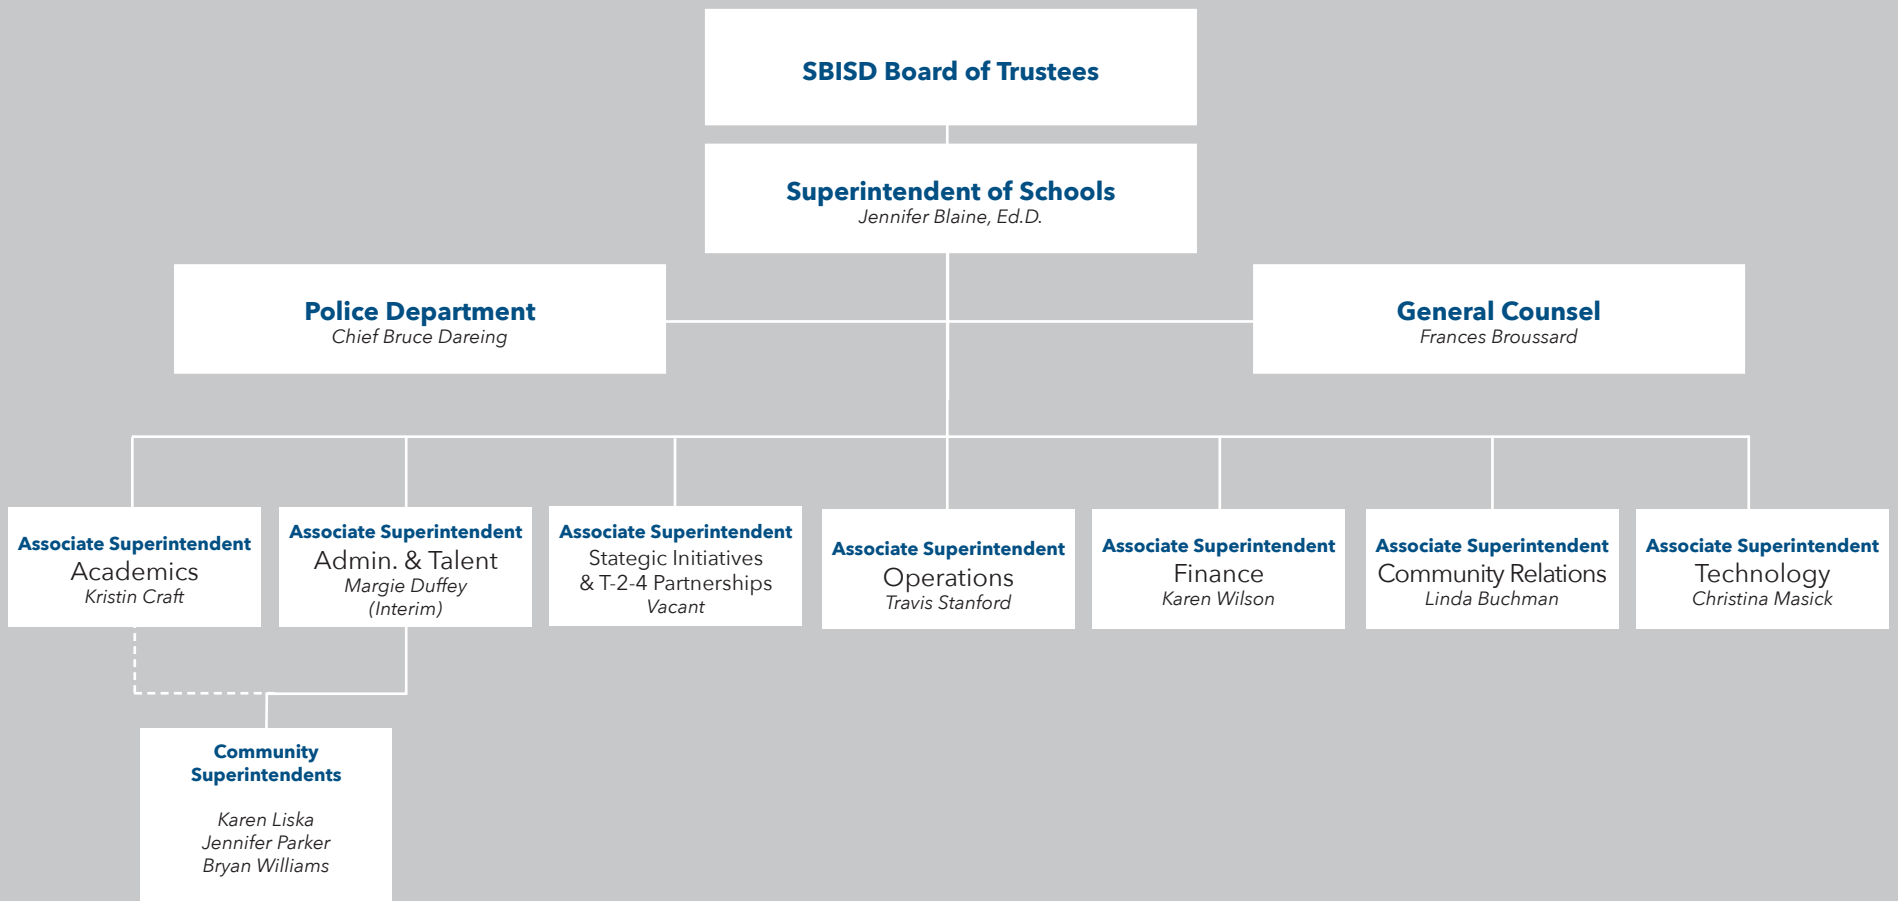 SBISD Board of Trustees
Superintendent of Schools
Jennifer Blaine, Ed.D.
Police Department
Chief Bruce Dareing
General Counsel
Frances Broussard
Associate Superintendent
Academics
Kristin Craft
Associate Superintendent
Admin. & Talent
Margie Duffey
(Interim)
Associate Superintendent
Stategic Initiatives
& T-2-4 Partnerships
Vacant
Associate Superintendent
Operations
Travis Stanford
Associate Superintendent
Finance
Karen Wilson
Associate Superintendent
Community Relations
Linda Buchman
Associate Superintendent
Technology
Christina Masick
Community
Superintendents
Karen Liska
Jennifer Parker
Bryan Williams